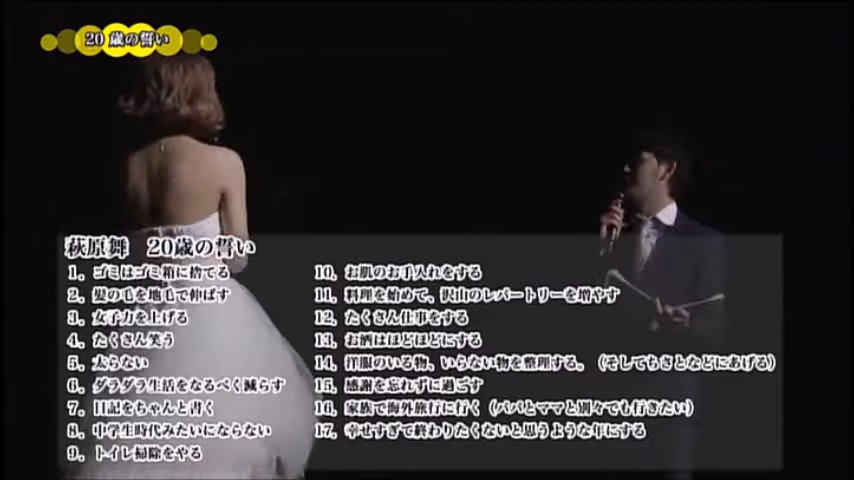 20 歳の誓い
萩原舞 20歳の誓い
1. ゴミはゴミ箱に捨てる
2. 髪の毛を地毛で伸ばす
3. 女子力を上げる
4. たくさん笑う
5. 太らない
6. ダラダラ生活をなるべく減らす
7. 日記をちゃんと書く
8. 中学生時代みたいにならない
9. トイレ掃除をやる
10. お肌のお手入れをする
11. 料理を始めて、沢山のレパートリーを増やす
12. たくさん仕事をする
13. お酒はほどほどにする
14. 洋服のいる物、いらない物を整理する。（そしてちさとなどにあげる）
15. 感謝を忘れずに過ごす
16. 家族で海外旅行に行く（パパとママと別々でも行きたい）
17. 幸せすぎて終わりたくないと思うような年にする